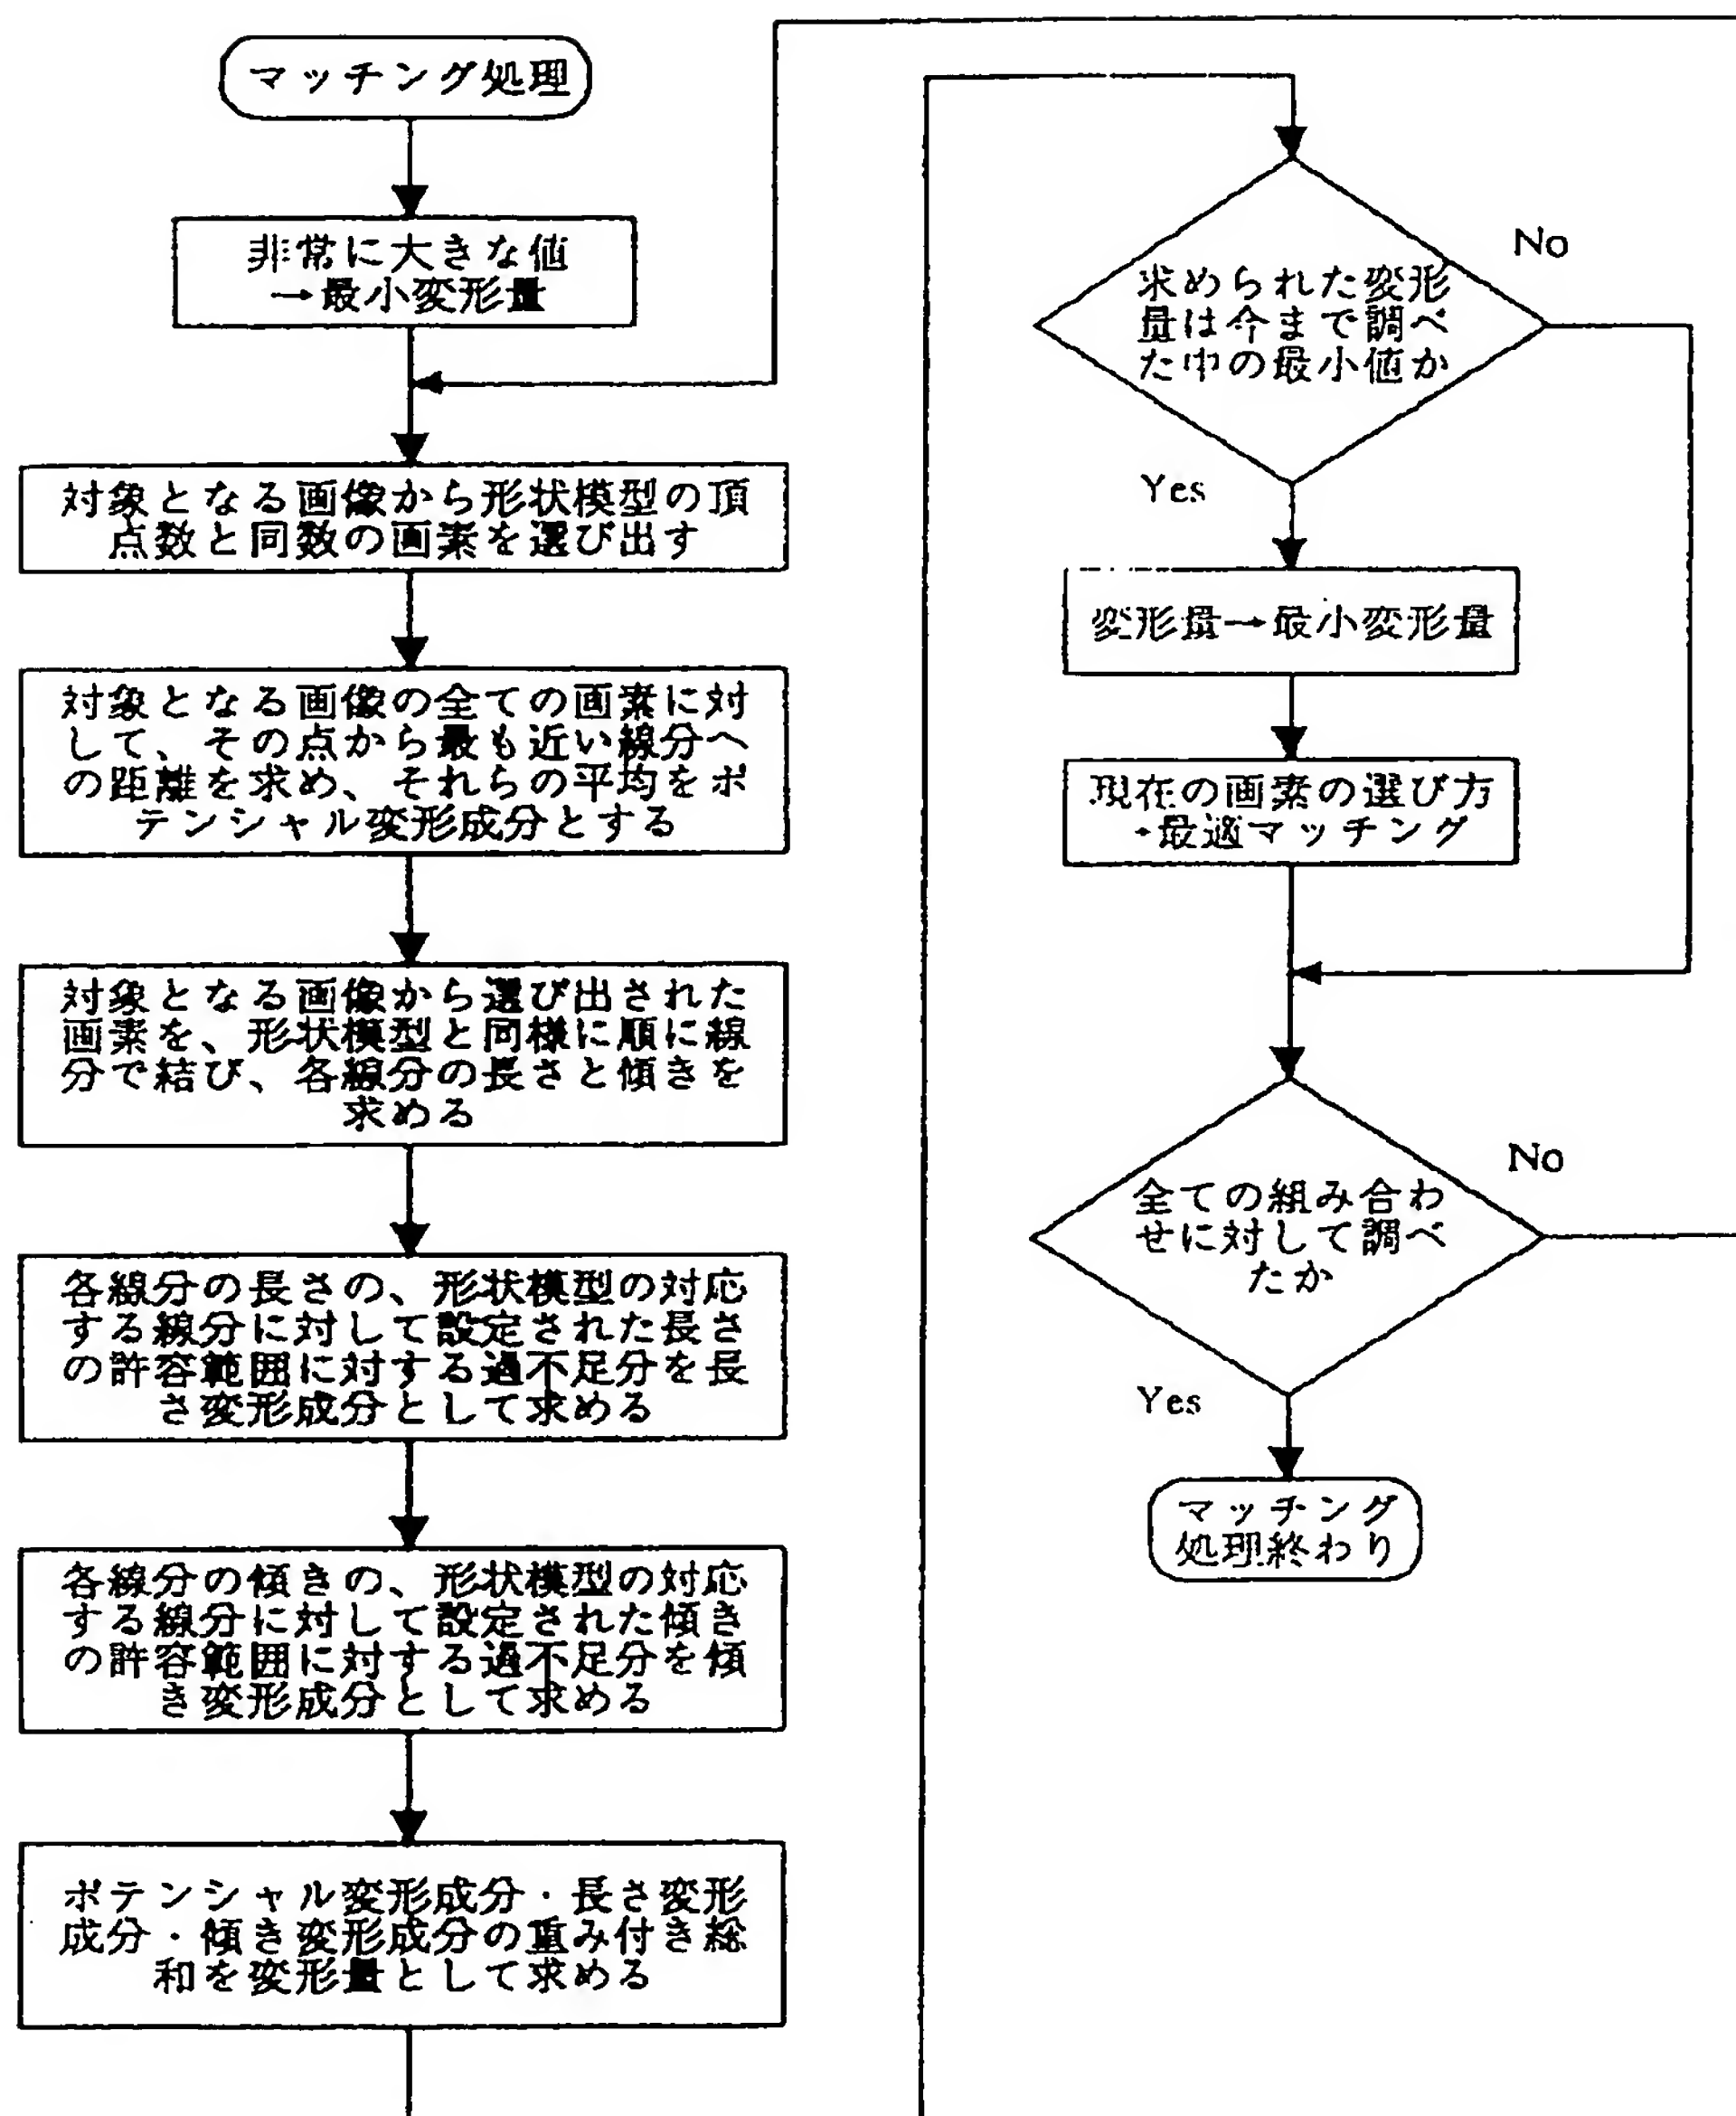 マッチング処理
非常に大きな値
→最小変形量
対象となる画像から形状模型の頂
点数と同数の画素を選び出す
対象となる画像の全ての画素に対
して、その点から最も近い線分へ
の距離を求め、それらの平均をポ
テンシャル変形成分とする
対象となる画像から選び出された
画素を、形状模型と同様に順に線
分で結び、各線分の長さと傾きを
求める
各線分の長さの、形状模型の対応
する線分に対して設定された長さ
の許容範囲に対する過不足分を長
さ変形成分として求める
各線分の傾きの、形状模型の対応
する線分に対して設定された傾き
の許容範囲に対する過不足分を傾
き変形成分として求める
ポテンシャル変形成分・長さ変形
成分・傾き変形成分の重み付き総
和を変形量として求める
求められた変形
量は今まで調べ
た中の最小値か
No
Yes
変形量→最小変形量
現在の画素の選び方
→最適マッチング
全ての組み合わ
せに対して調べ
たか
No
Yes
マッチング
処理終わり